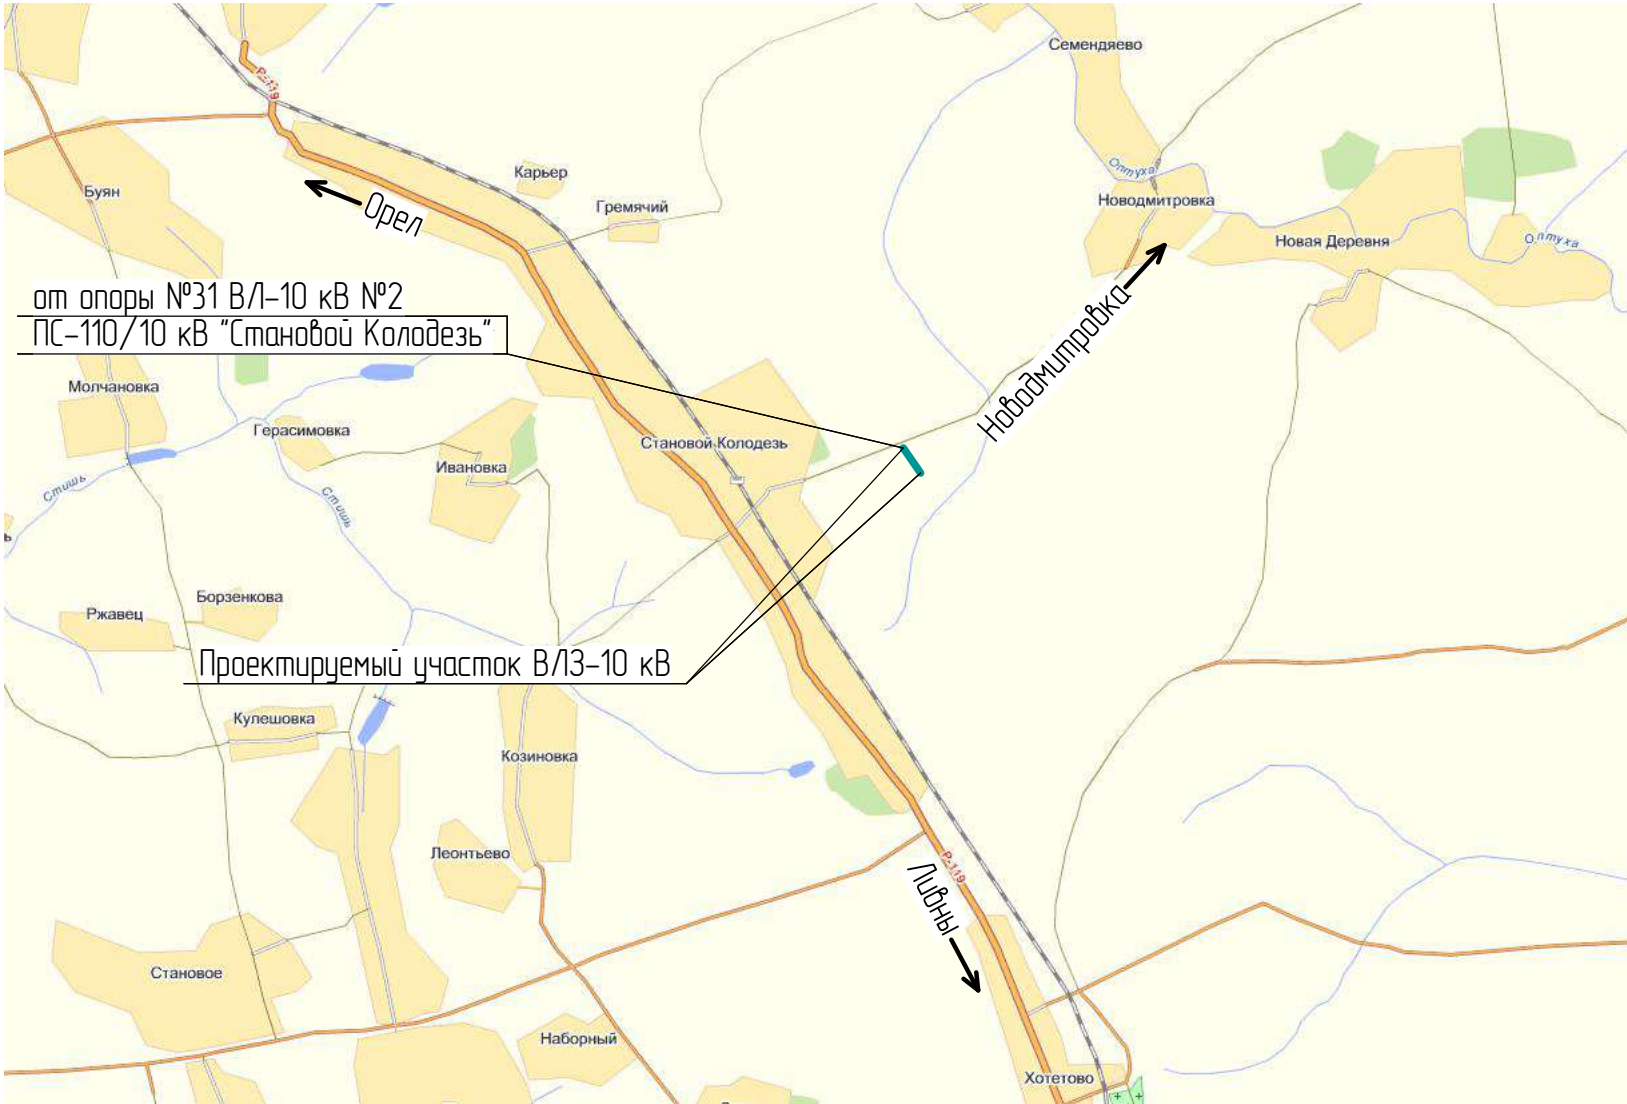 Семендяево
Р-119
Карьер
Оптуха
Буян
Новодмитровка
Гремячий
Орел
Новая Деревня
Оптуха
от опоры №31 ВЛ-10 кВ №2
ПС-110/10 кВ "Становой Колодезь"
Новодмитровка
Молчановка
Герасимовка
Становой Колодезь
Ивановка
Стишь
Стишь
ь
Борзенкова
Ржавец
Проектируемый участок ВЛЗ-10 кВ
Кулешовка
Козиновка
Леонтьево
Р-119
Ливны
Становое
Наборный
Хотетово